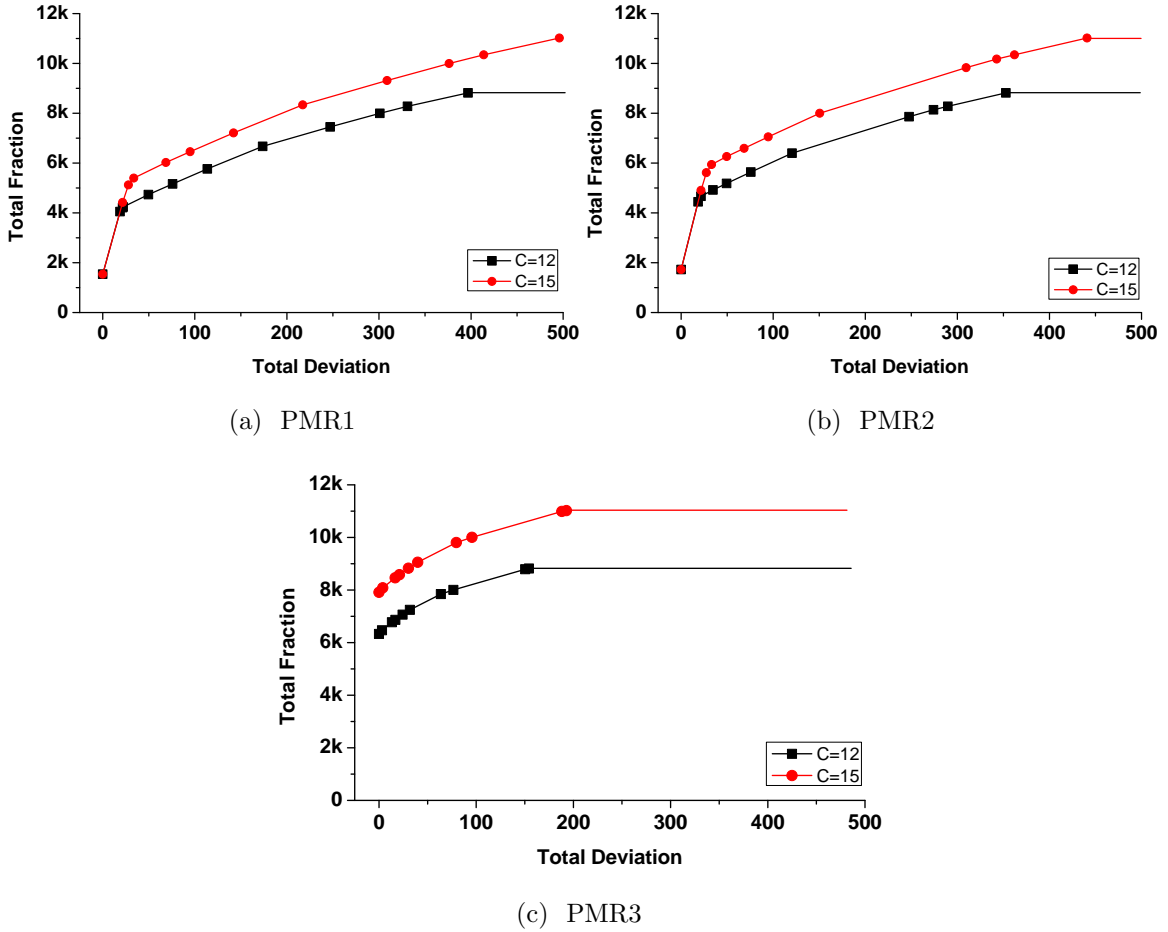 12k
10k
8k
6k
4k
2k
0
Total Fraction
0 100 200 300 400 500
Total Deviation
C=12
C=15
(a) PMR1
12k
10k
8k
6k
4k
2k
0
Total Fraction
0 100 200 300 400 500
Total Deviation
C=12
C=15
(b) PMR2
12k
10k
8k
6k
4k
2k
0
Total Fraction
0 100 200 300 400 500
Total Deviation
C=12
C=15
(c) PMR3